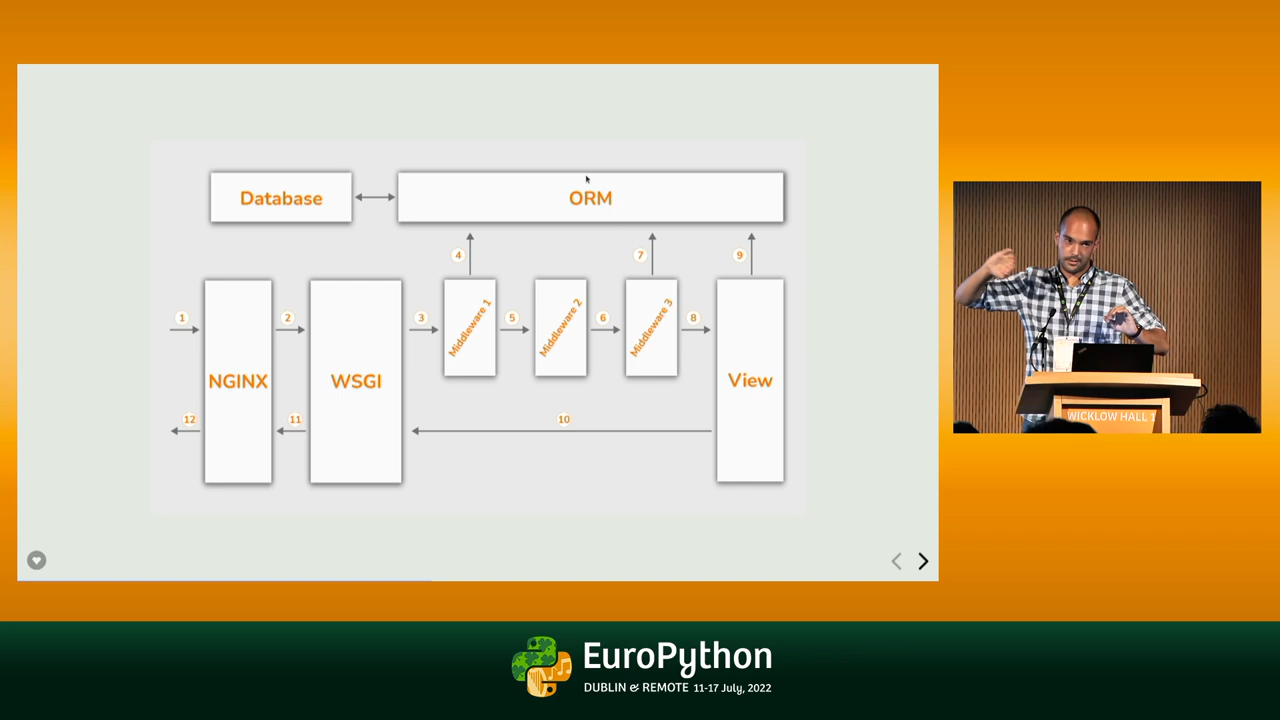 Database
ORM
4
7
9
1
2
3
Middleware 1
5
Middleware 2
6
Middleware 3
8
NGINX
WSGI
View
12
11
10
WICKLOW HALL 1
EuroPython
DUBLIN & REMOTE 11-17 July, 2022